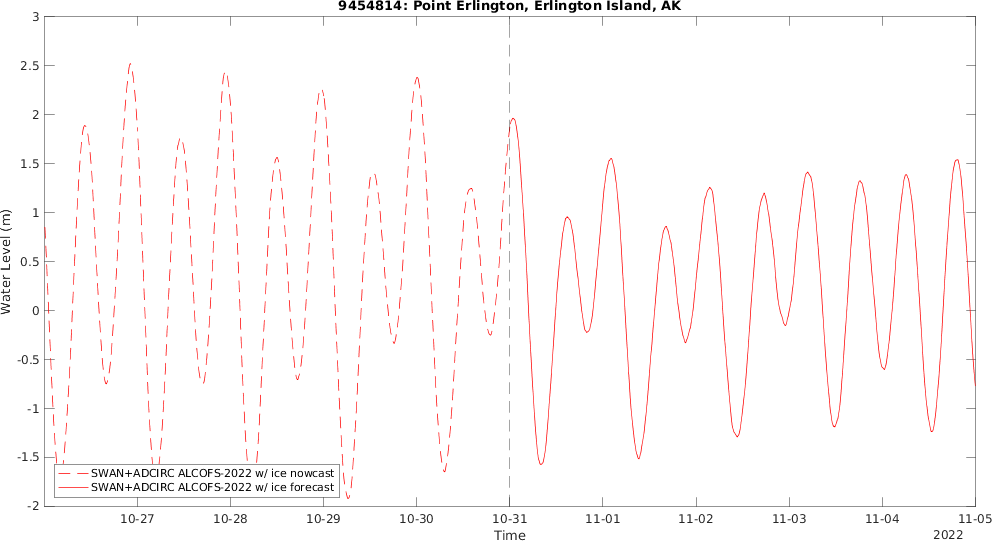 9454814: Point Erlington, Erlington Island, AK
3
2.5
2
1.5
1
0.5
0
-0.5
-1
-1.5
-2
Water Level (m)
SWAN+ADCIRC ALCOFS-2022 w/ ice nowcast
SWAN+ADCIRC ALCOFS-2022 w/ ice forecast
10-27 10-28 10-29 10-30 10-31 11-01 11-02 11-03 11-04 11-05
Time
2022